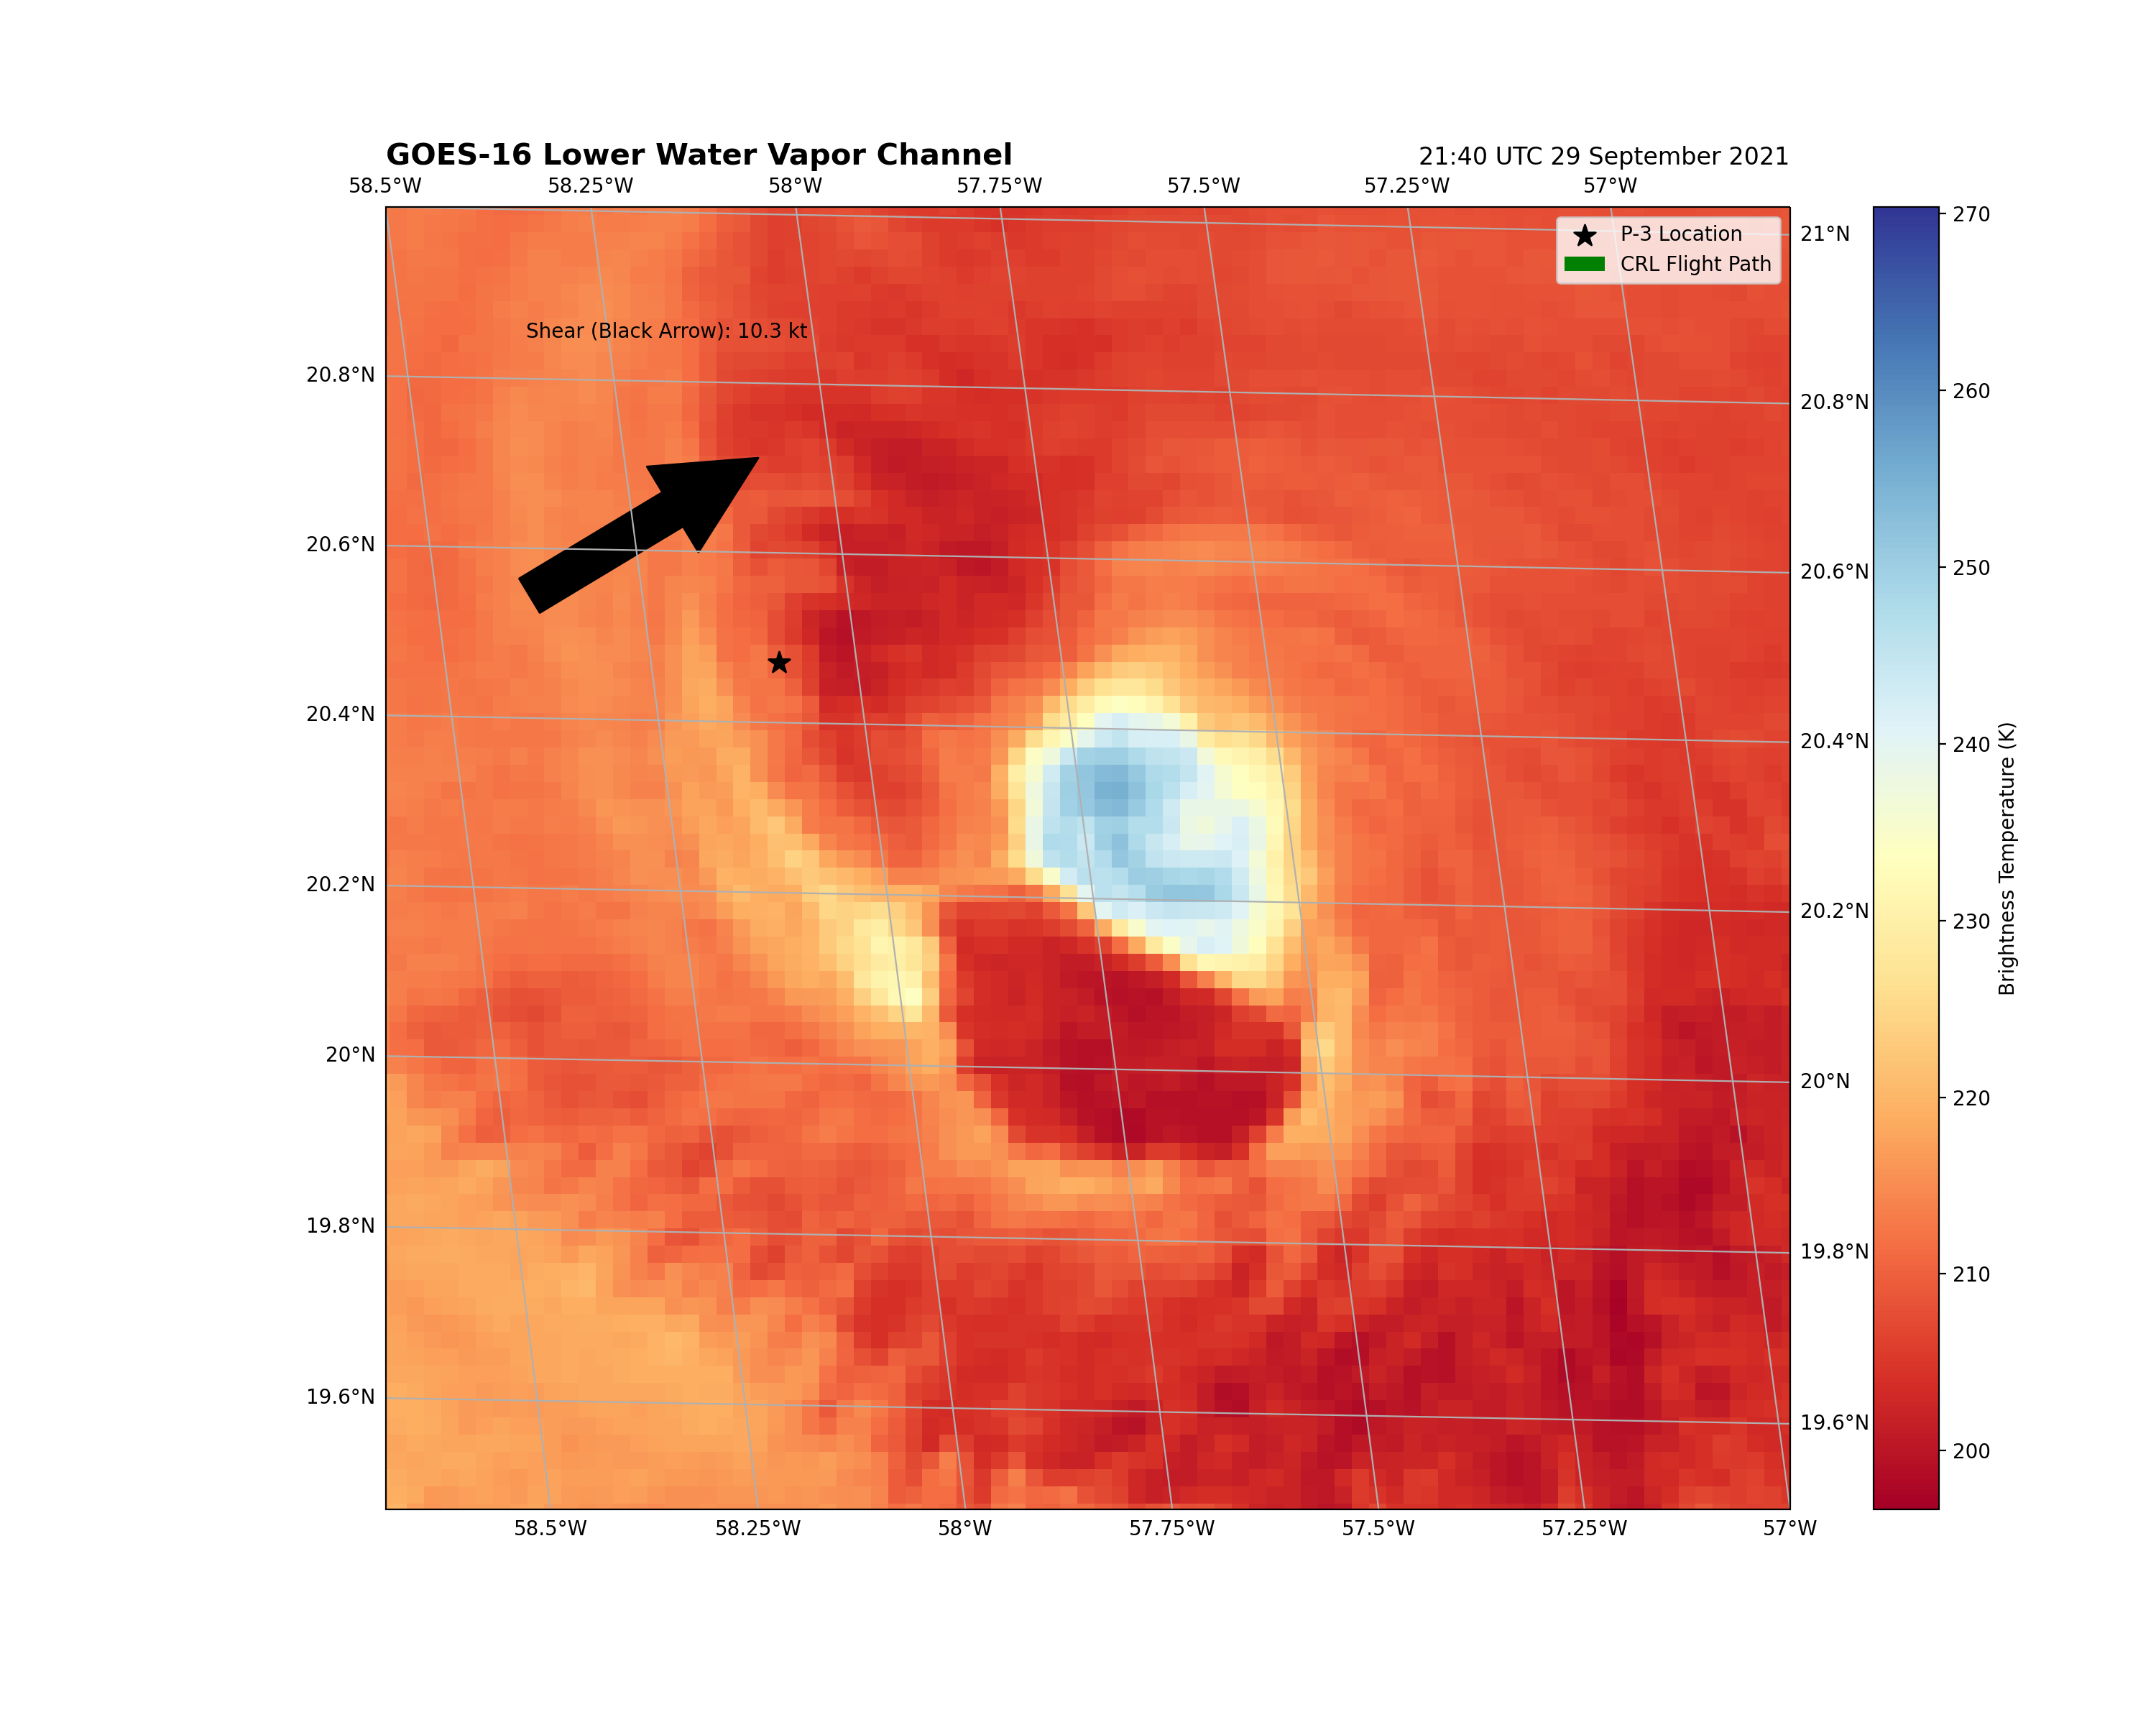 GOES-16 Lower Water Vapor Channel
21:40 UTC 29 September 2021
58.5°W 58.25°W 58°W 57.75°W 57.5°W 57.25°W 57°W
P-3 Location
CRL Flight Path
Shear (Black Arrow): 10.3 kt
20.8°N
20.6°N
20.4°N
20.2°N
20°N
19.8°N
19.6°N
21°N
20.8°N
20.6°N
20.4°N
20.2°N
20°N
19.8°N
19.6°N
58.5°W 58.25°W 58°W 57.75°W 57.5°W 57.25°W 57°W
270
260
250
240
230
220
210
200
Brightness Temperature (K)